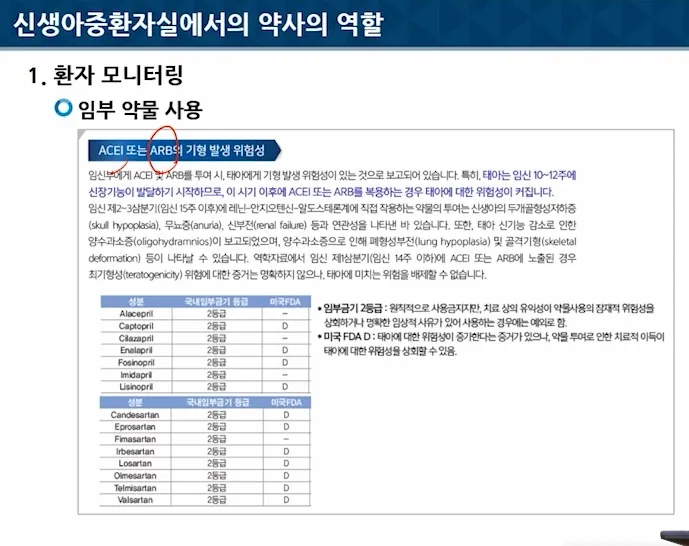 신생아중환자실에서의 약사의 역할
1. 환자 모니터링
임부 약물 사용
ACEI 또는 ARB의 기형 발생 위험성
임신부에게 ACEI 및 ARB를 투여 시, 태아에게 기형 발생 위험성이 있는 것으로 보고되어 있습니다. 특히, 태아는 임신 10~12주에
신장기능이 발달하기 시작하므로, 이 시기 이후에 ACEI 또는 ARB를 복용하는 경우 태아에 대한 위험성이 커집니다.
임신 제2~3삼분기(임신 15주 이후)에 레닌-안지오텐신-알도스테론계에 직접 작용하는 약물의 투여는 신생아의 두개골형성저하증
(skull hypoplasia), 무뇨증(anuria), 신부전(renal failure) 등과 연관성을 나타낸 바 있습니다. 또한, 태아 신기능 감소로 인한
양수과소증(oligohydramnios)이 보고되었으며, 양수과소증으로 인해 폐형성부전(lung hypoplasia) 및 골격기형(skeletal
deformation) 등이 나타날 수 있습니다. 역학자료에서 임신 제1삼분기(임신 14주 이하)에 ACEI 또는 ARB에 노출된 경우
최기형성(teratogenicity) 위험에 대한 증거는 명확하지 않으나, 태아에 미치는 위험을 배제할 수 없습니다.
성분 국내임부금기 등급 미국FDA
Alacepril 2등급 –
Captopril 2등급 D
Cilazapril 2등급 –
Enalapril 2등급 D
Fosinopril 2등급 D
Imidapril 2등급 –
Lisinopril 2등급 D
성분 국내임부금기 등급 미국FDA
Candesartan 2등급 D
Eprosartan 2등급 D
Fimasartan 2등급 –
Irbesartan 2등급 D
Losartan 2등급 D
Olmesartan 2등급 D
Telmisartan 2등급 D
Valsartan 2등급 D
• 임부금기 2등급 : 원칙적으로 사용금지지만, 치료 상의 유익성이 약물사용의 잠재적 위험성을
상회하거나 명확한 임상적 사유가 있어 사용하는 경우에는 예외로 함.
• 미국 FDA D : 태아에 대한 위험성이 증가한다는 증거가 있으나, 약물 투여로 인한 치료적 이득이
태아에 대한 위험성을 상회할 수 있음.